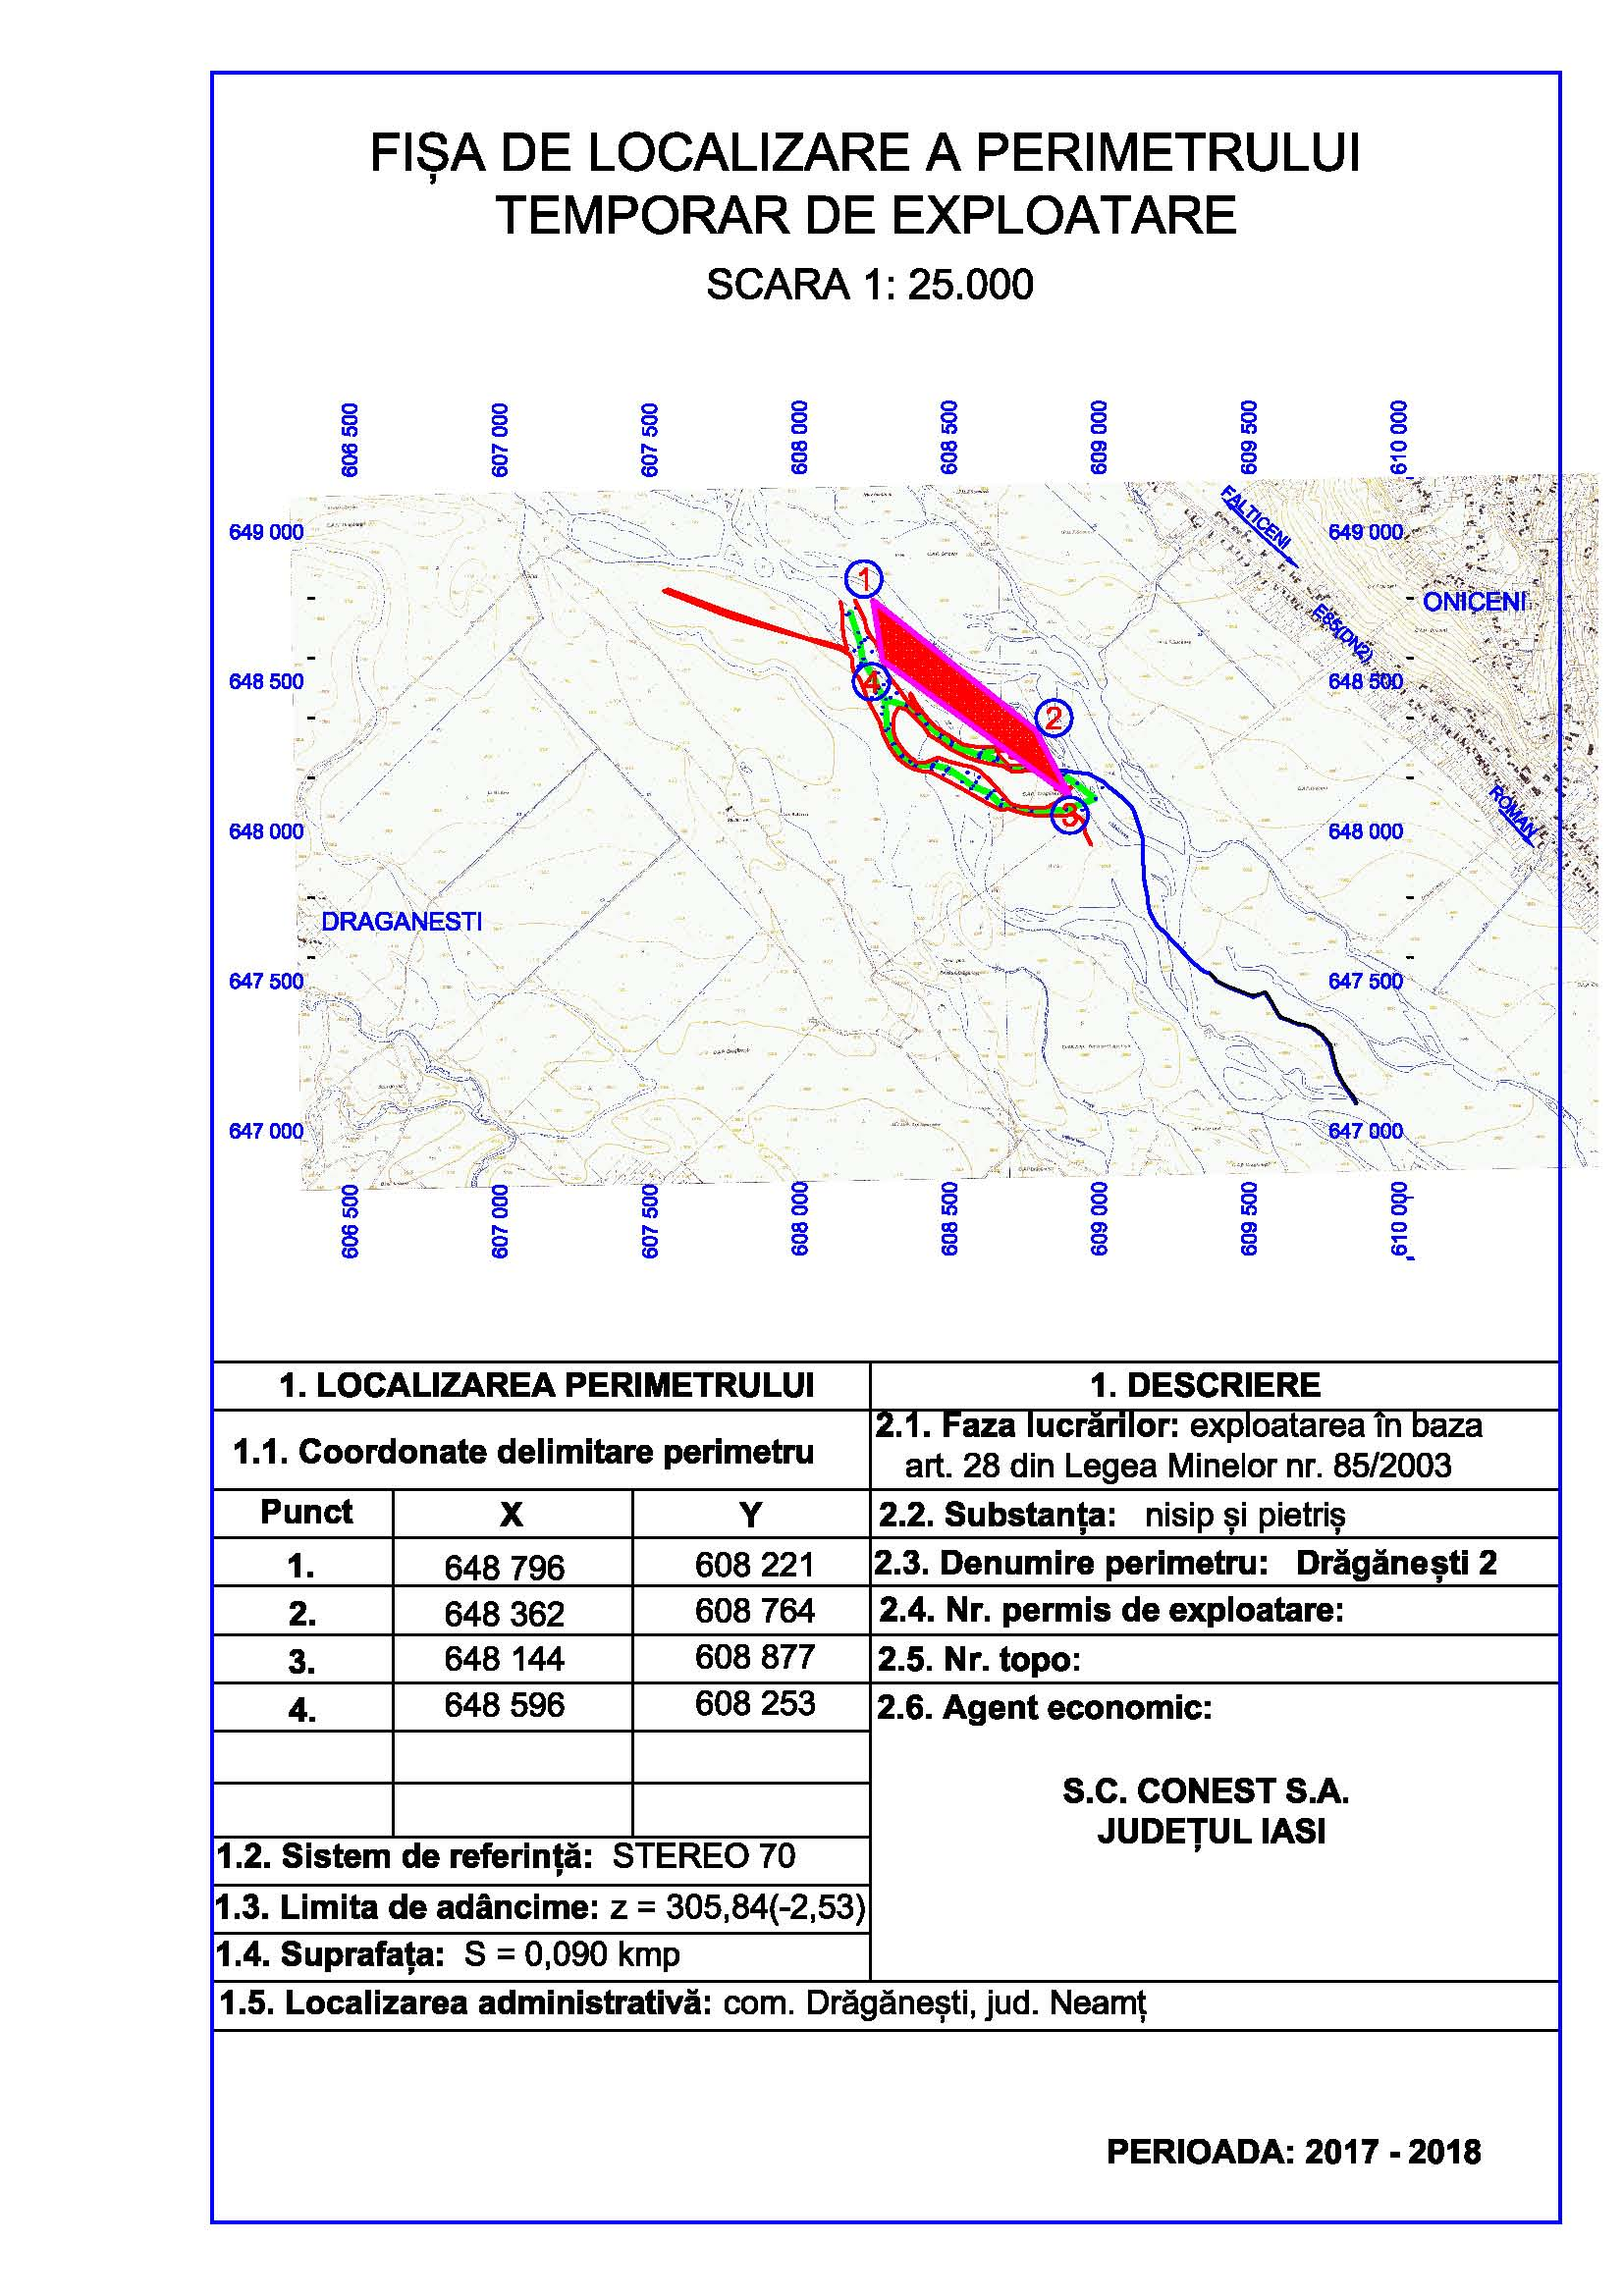 FIȘA DE LOCALIZARE A PERIMETRULUI
TEMPORAR DE EXPLOATARE
SCARA 1: 25.000
606 500
607 000
607 500
608 000
608 500
609 000
609 500
610 000
649 000
649 000
FALTICENI
ONIȚCENI
E85(DN2)
648 500
648 500
ROMAN
648 000
648 000
1
2
3
4
DRAGANESTI
647 500
647 500
647 000
647 000
606 500
607 000
607 500
608 000
608 500
609 000
609 500
610 000
1. LOCALIZAREA PERIMETRULUI
1. DESCRIERE
1.1. Coordonate delimitare perimetru
2.1. Faza lucrărilor: exploatarea în baza
art. 28 din Legea Minelor nr. 85/2003
Punct X Y
2.2. Substanța: nisip și pietriș
1. 648 796 608 221
2.3. Denumire perimetru: Drăgănești 2
2. 648 362 608 764
2.4. Nr. permis de exploatare:
3. 648 144 608 877
2.5. Nr. topo:
4. 648 596 608 253
2.6. Agent economic:
S.C. CONEST S.A.
JUDEȚUL IASI
1.2. Sistem de referință: STEREO 70
1.3. Limita de adâncime: z = 305,84(-2,53)
1.4. Suprafața: S = 0,090 kmp
1.5. Localizarea administrativă: com. Drăgănești, jud. Neamț
PERIOADA: 2017 - 2018